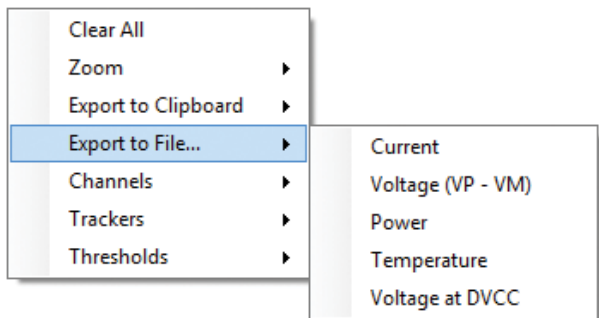 Clear All
Zoom
Export to Clipboard
Export to File...
Channels
Trackers
Thresholds
Current
Voltage (VP - VM)
Power
Temperature
Voltage at DVCC